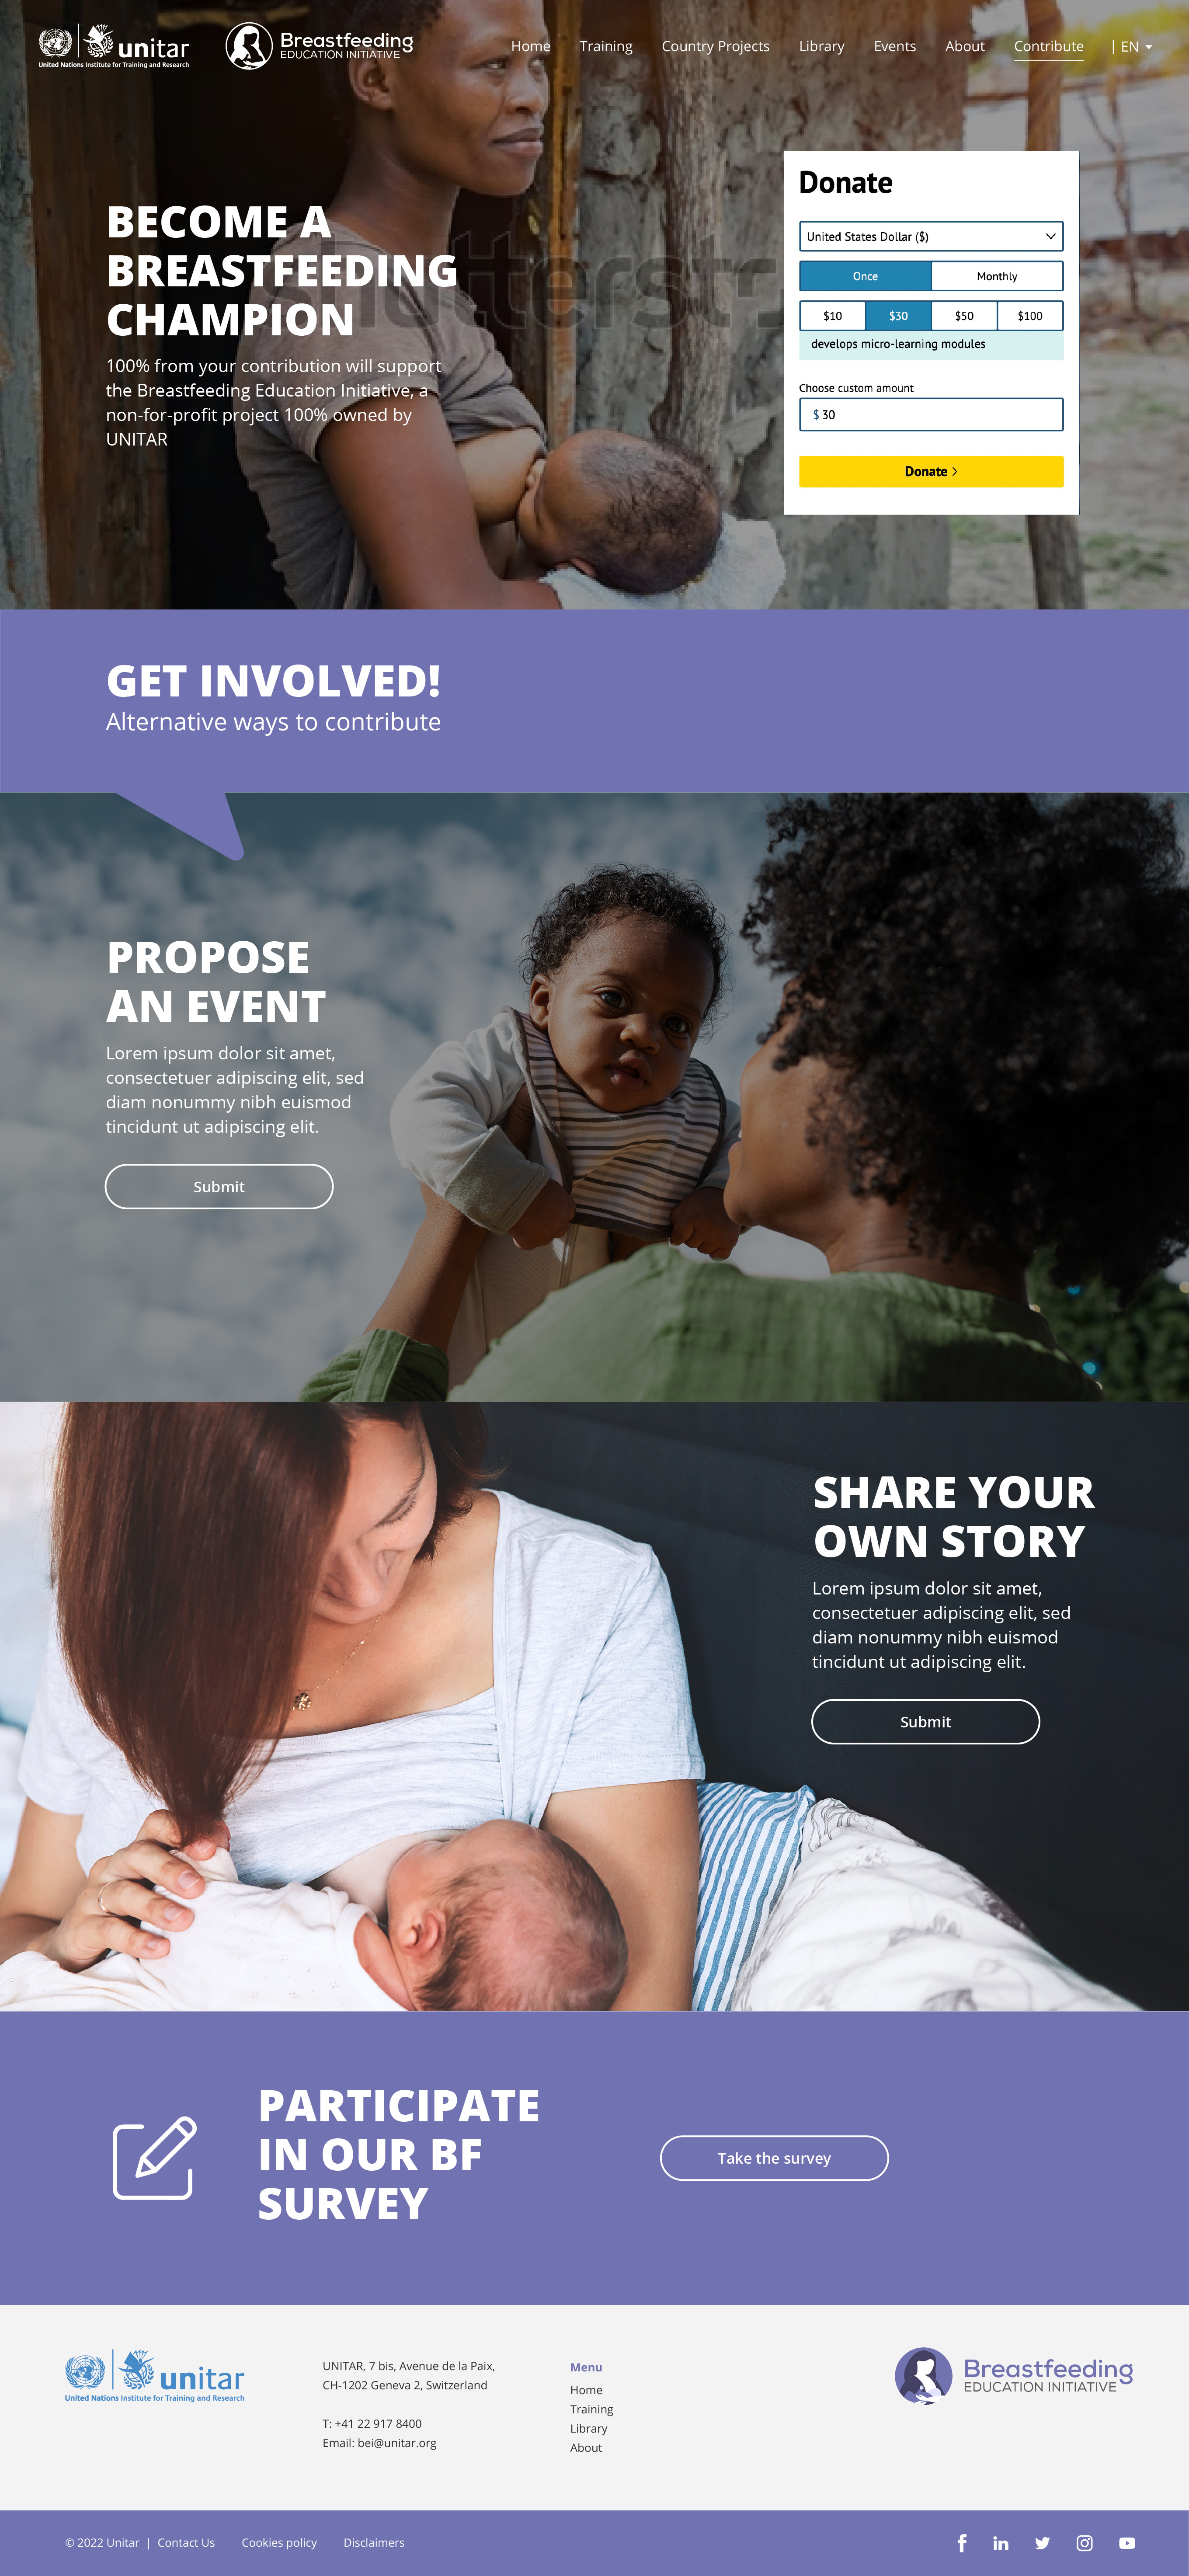 unitar
United Nations Institute for Training and Research
Breastfeeding
EDUCATION INITIATIVE
Home
Training
Country Projects
Library
Events
About
Contribute
| EN
BECOME A
BREASTFEEDING
CHAMPION
100% from your contribution will support
the Breastfeeding Education Initiative, a
non-for-profit project 100% owned by
UNITAR
Donate
United States Dollar ($)
Once
Monthly
$10
$30
$50
$100
develops micro-learning modules
Choose custom amount
$ 30
Donate
GET INVOLVED!
Alternative ways to contribute
PROPOSE
AN EVENT
Lorem ipsum dolor sit amet,
consectetuer adipiscing elit, sed
diam nonummy nibh euismod
tincidunt ut adipiscing elit.
Submit
SHARE YOUR
OWN STORY
Lorem ipsum dolor sit amet,
consectetuer adipiscing elit, sed
diam nonummy nibh euismod
tincidunt ut adipiscing elit.
Submit
PARTICIPATE
IN OUR BF
SURVEY
Take the survey
unitar
United Nations Institute for Training and Research
UNITAR, 7 bis, Avenue de la Paix,
CH-1202 Geneva 2, Switzerland
T: +41 22 917 8400
Email: bei@unitar.org
Menu
Home
Training
Library
About
Breastfeeding
EDUCATION INITIATIVE
© 2022 Unitar | Contact Us
Cookies policy
Disclaimers